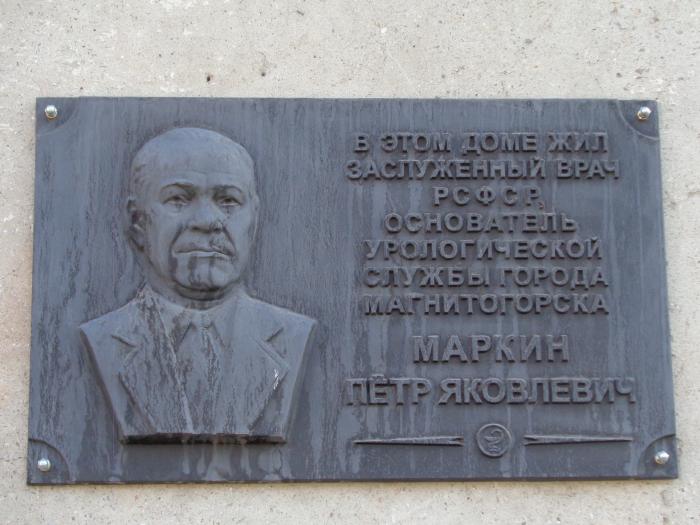 В ЭТОМ ДОМЕ ЖИЛ
ЗАСЛУЖЕННЫЙ ВРАЧ
РСФСР,
ОСНОВАТЕЛЬ
УРОЛОГИЧЕСКОЙ
СЛУЖБЫ ГОРОДА
МАГНИТОГОРСКА
МАРКИН
ПЁТР ЯКОВЛЕВИЧ